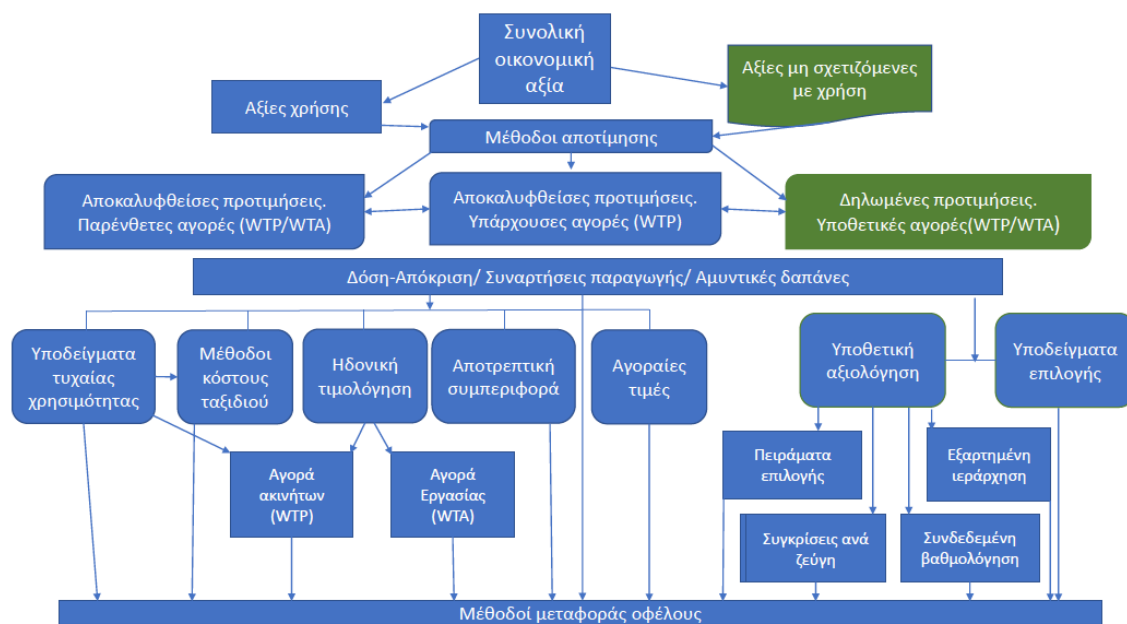 Συνολική
οικονομική
αξία
Αξίες μη σχετιζόμενες
με χρήση
Αξίες χρήσης
Μέθοδοι αποτίμησης
Αποκαλυφθείσες προτιμήσεις.
Παρένθετες αγορές (WTP/WTA)
Αποκαλυφθείσες προτιμήσεις.
Υπάρχουσες αγορές (WTP)
Δηλωμένες προτιμήσεις.
Υποθετικές αγορές(WTP/WTA)
Δόση-Απόκριση/ Συναρτήσεις παραγωγής/ Αμυντικές δαπάνες
Υποδείγματα
τυχαίας
χρησιμότητας
Μέθοδοι
κόστους
ταξιδιού
Ηδονική
τιμολόγηση
Αποτρεπτική
συμπεριφορά
Αγοραίες
τιμές
Υποθετική
αξιολόγηση
Υποδείγματα
επιλογής
Αγορά
ακινήτων
(WTP)
Αγορά
Εργασίας
(WTA)
Πειράματα
επιλογής
Εξαρτημένη
ιεράρχηση
Συγκρίσεις ανά
ζεύγη
Συνδεδεμένη
βαθμολόγηση
Μέθοδοί μεταφοράς οφέλους